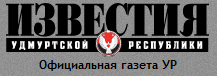 ИЗВЕСТИЯ
УДМУРТСКОЙ РЕСПУБЛИКИ
Официальная газета УР